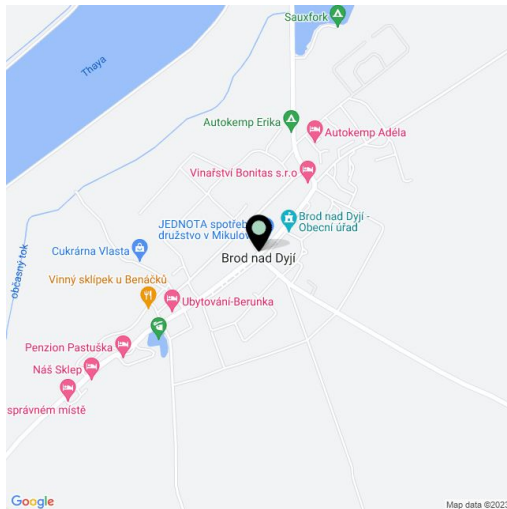 Sauxfork
Thaya
Autokemp Erika
Autokemp Adéla
Vinařství Bonitas s.r.o
Brod nad Dyjí -
Obecní úřad
JEDNOTA spotřeb
družstvo v Mikulov
Cukrárna Vlasta
Brod nad Dyjí
občasný tok
Vinný sklípek u Benáčků
Ubytování-Berunka
Penzion Pastuška
Náš Sklep
správném místě
Google
Map data ©2023